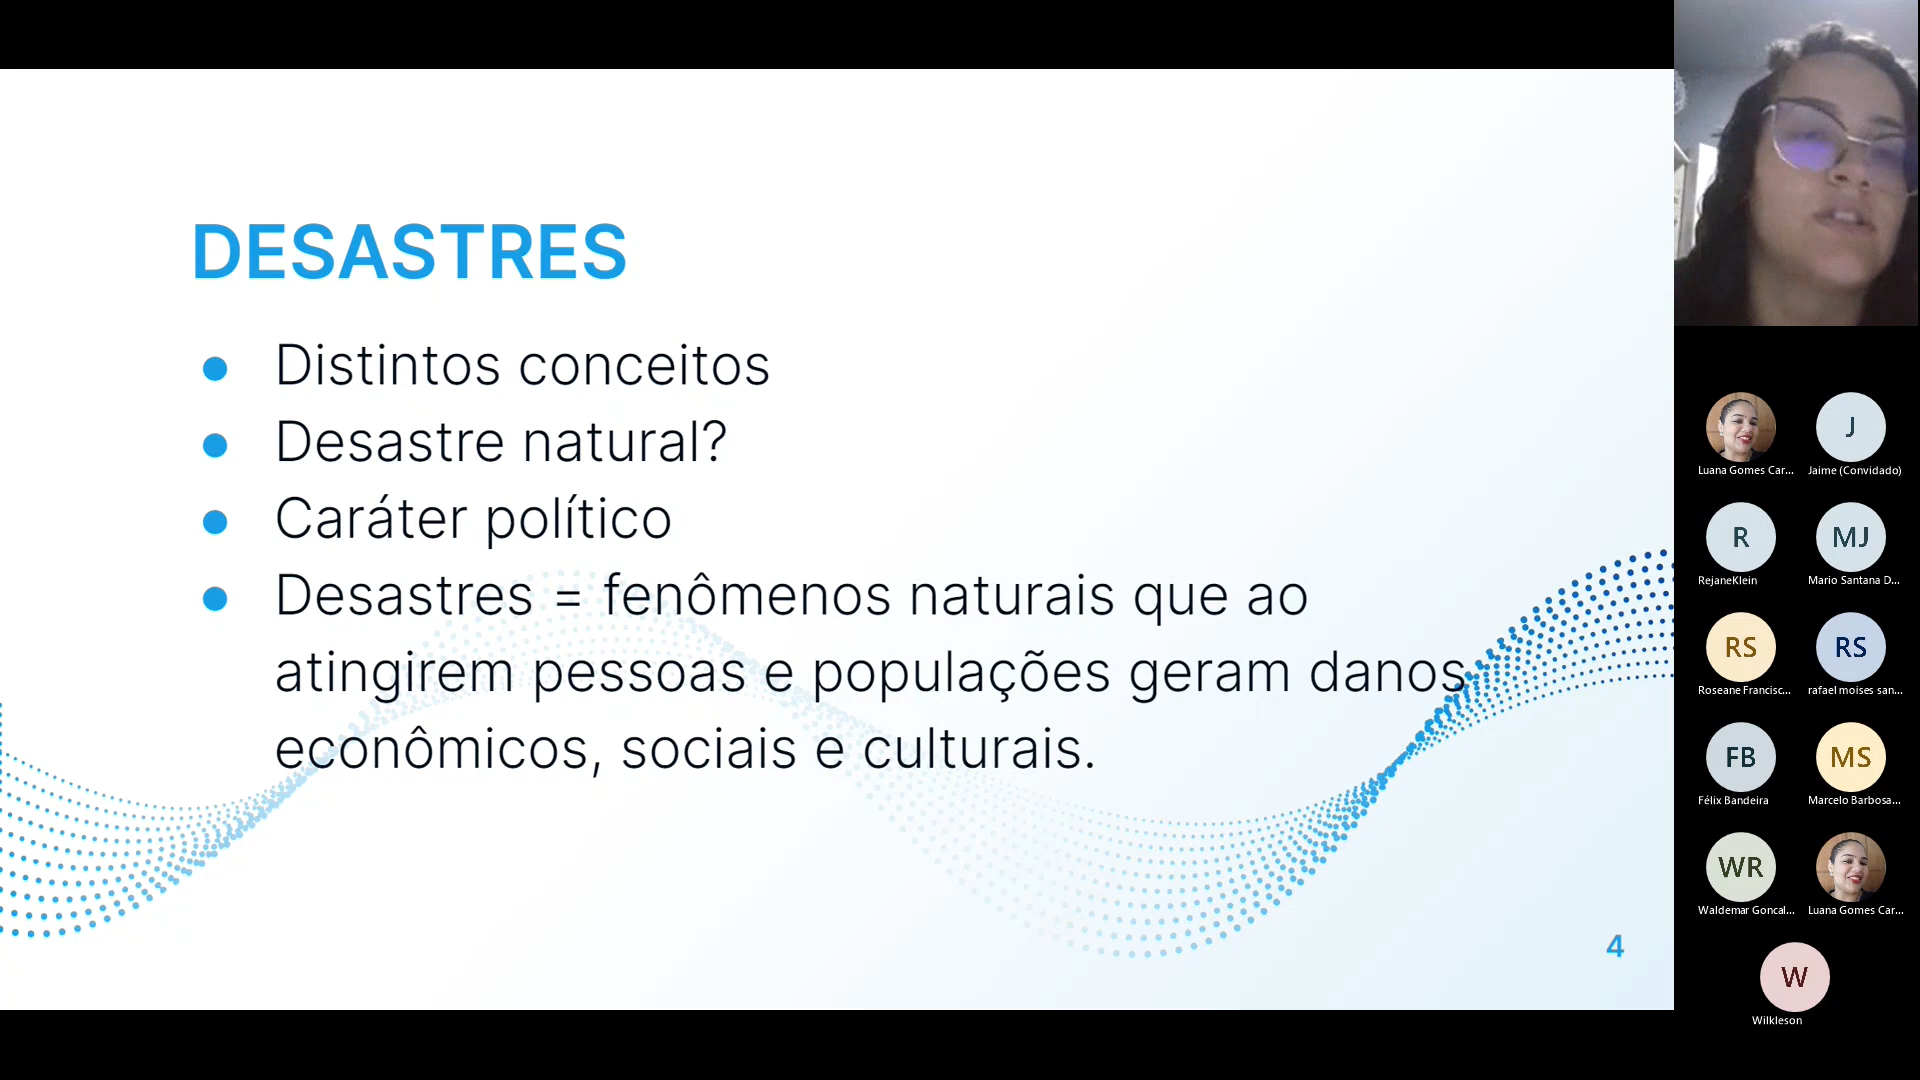 DESASTRES
● Distintos conceitos
● Desastre natural?
● Caráter político
● Desastres = fenômenos naturais que ao
atingirem pessoas e populações geram danos
econômicos, sociais e culturais.
4
Luana Gomes Car...
J
Jaime (Convidado)
R
RejaneKlein
MJ
Mario Santana D...
RS
Roseane Francisc...
RS
rafael moises san...
FB
Félix Bandeira
MS
Marcelo Barbosa...
WR
Waldemar Goncal...
Luana Gomes Car...
W
Wilkleson